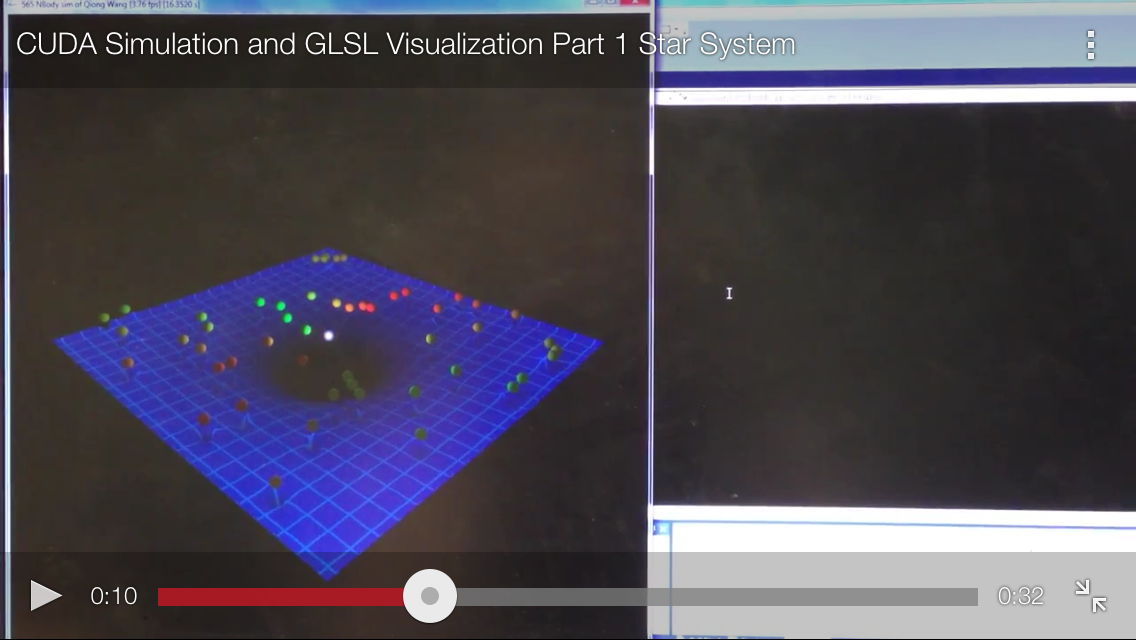 565 NBody sim of Qiong Wang [3.76 fps] [16.3520 s]
CUDA Simulation and GLSL Visualization Part 1 Star System
0:10
0:32